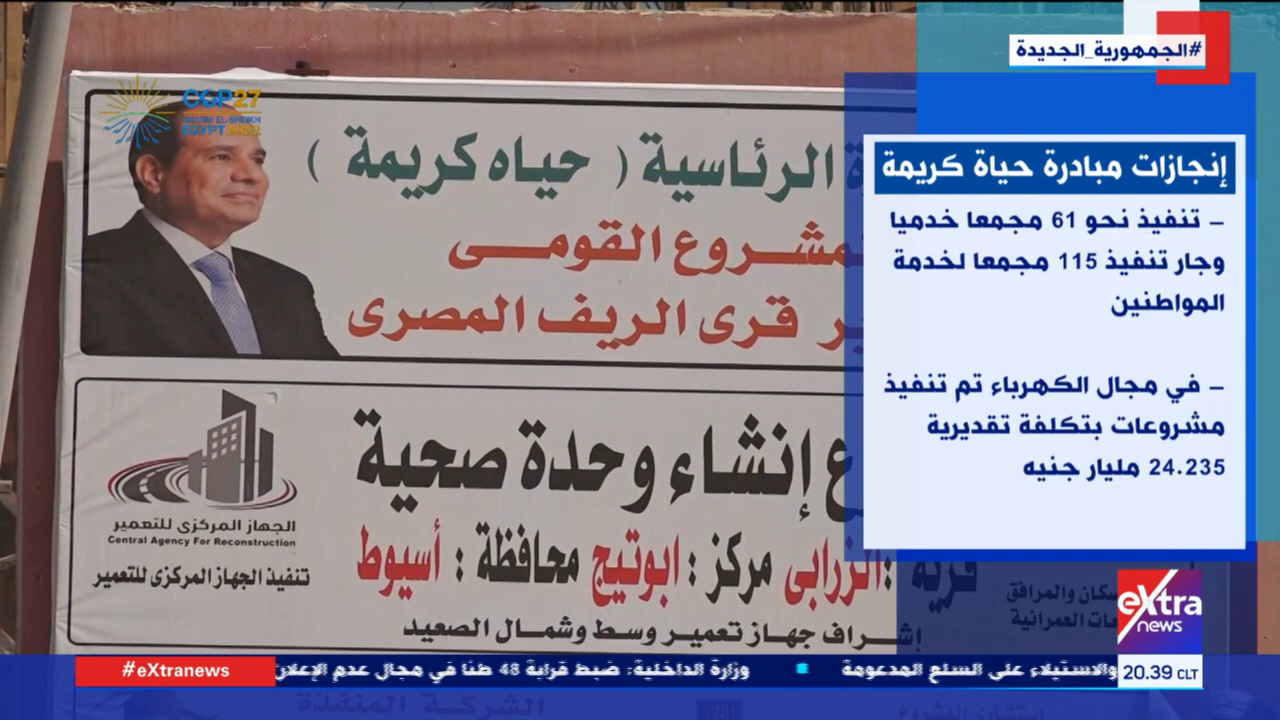 #الجمهورية_الجديدة
إنجازات مبادرة حياة كريمة
- تنفيذ نحو 61 مجمعا خدميا
وجار تنفيذ 115 مجمعا لخدمة
المواطنين
- في مجال الكهرباء تم تنفيذ
مشروعات بتكلفة تقديرية
24.235 مليار جنيه
COP27
SHARM EL-SHEIKH
EGYPT 2022
الرئاسية ( حياه كريمة )
القومى
قرى الريف المصرى
إنشاء وحدة صحية
قرية : الزرابى مركز : ابوتيج محافظة : أسيوط
إشراف جهاز تعمير وسط وشمال الصعيد
الجهاز المركزى للتعمير
Central Agency For Reconstruction
تنفيذ الجهاز المركزى للتعمير
والمرافق
العمرانية
الشركة المنفذة
eXtra
news
20.39 CLT
والاستيلاء على السلع المدعومة
وزارة الداخلية: ضبط قرابة 48 طنا في مجال عدم
#eXtranews